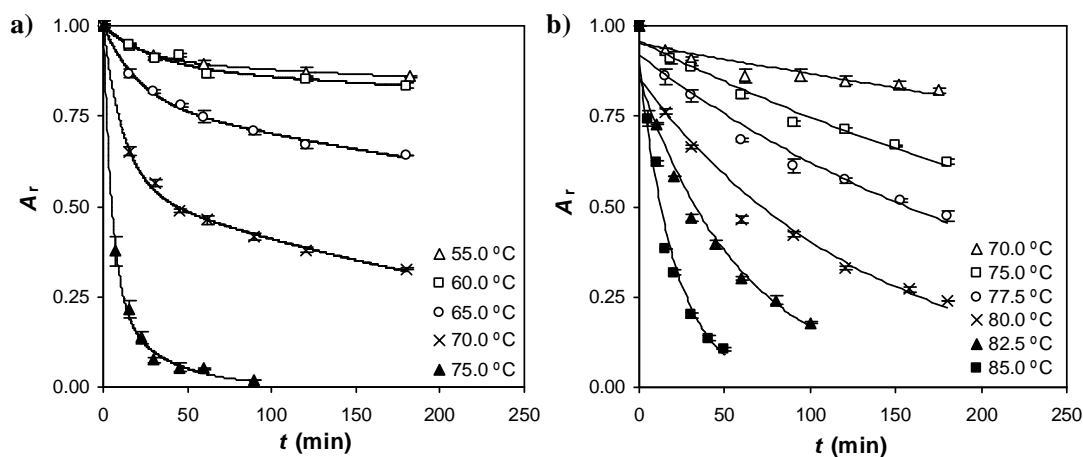 a)
1.00
0.75
0.50
0.25
0.00
Ar
0 50 100 150 200 250
t (min)
55.0 ºC
60.0 ºC
65.0 ºC
70.0 ºC
75.0 ºC
b)
1.00
0.75
0.50
0.25
0.00
Ar
0 50 100 150 200 250
t (min)
70.0 ºC
75.0 ºC
77.5 ºC
80.0 ºC
82.5 ºC
85.0 ºC